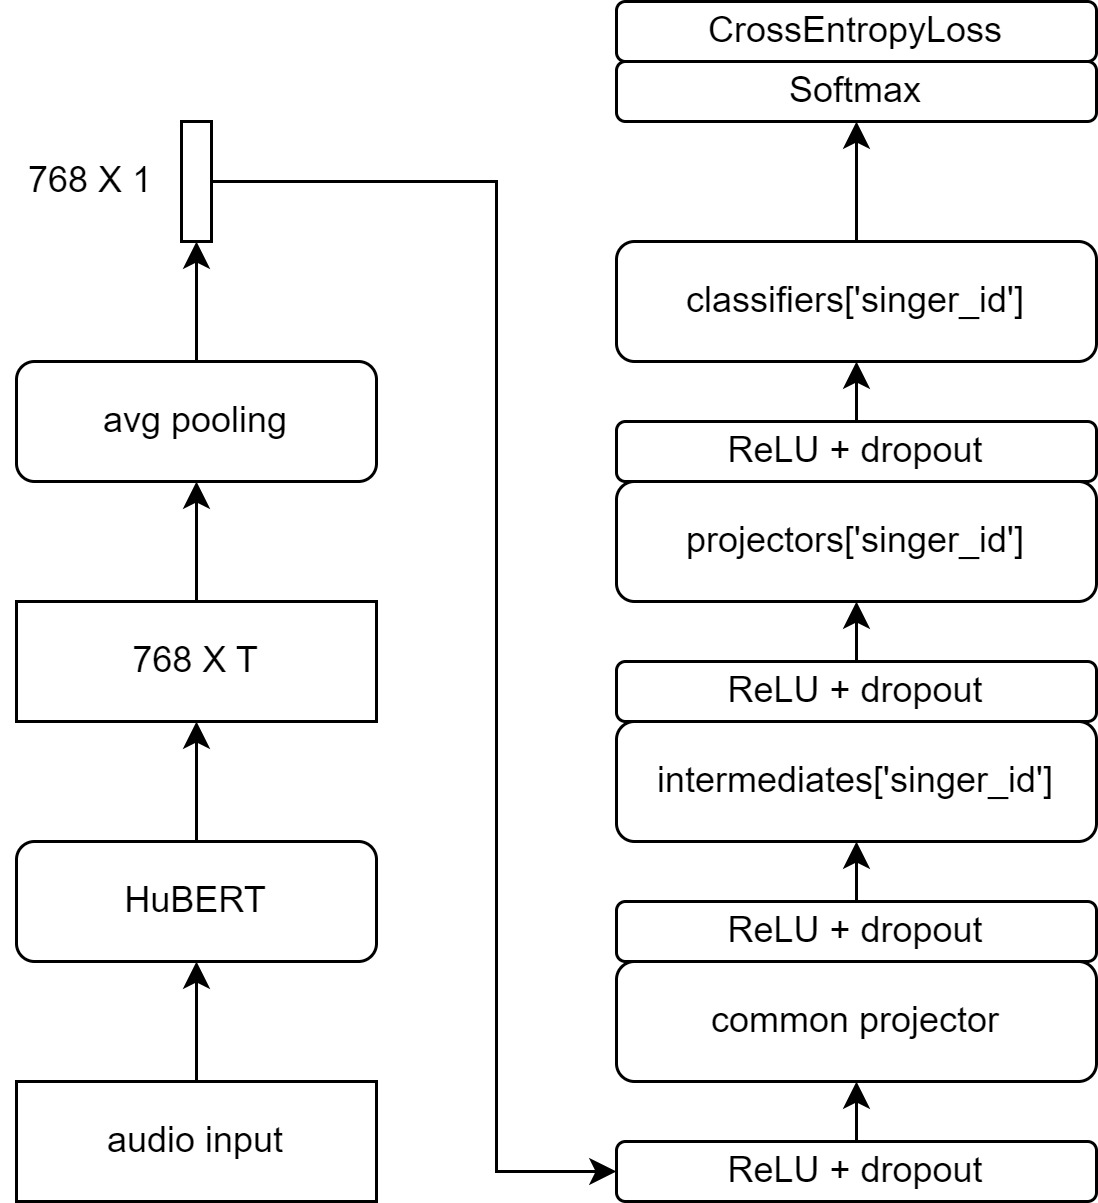 CrossEntropyLoss
Softmax
768 X 1
classifiers['singer_id']
avg pooling
ReLU + dropout
projectors['singer_id']
768 X T
ReLU + dropout
intermediates['singer_id']
HuBERT
ReLU + dropout
common projector
audio input
ReLU + dropout